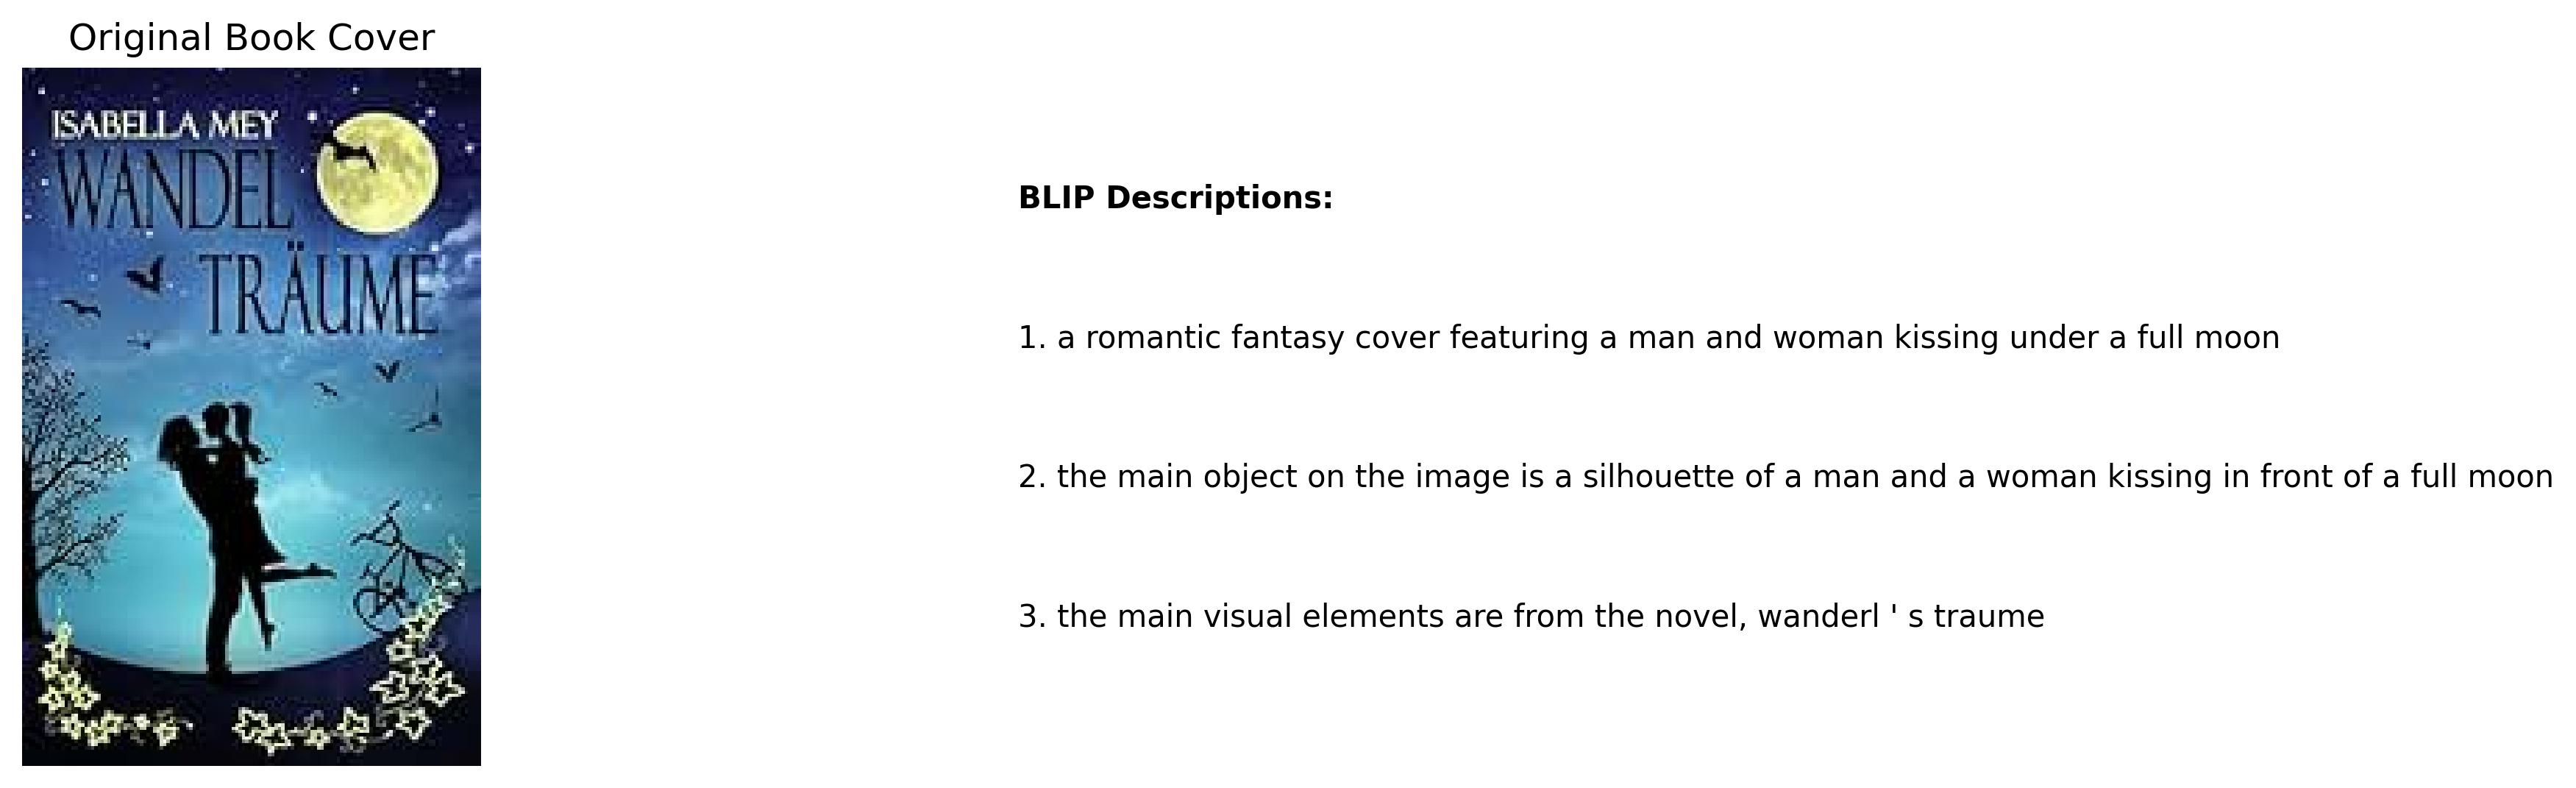 Original Book Cover
ISABELLA MEY
WANDEL
TRÄUME
BLIP Descriptions:
1. a romantic fantasy cover featuring a man and woman kissing under a full moon
2. the main object on the image is a silhouette of a man and a woman kissing in front of a full moon
3. the main visual elements are from the novel, wanderl ' s traume